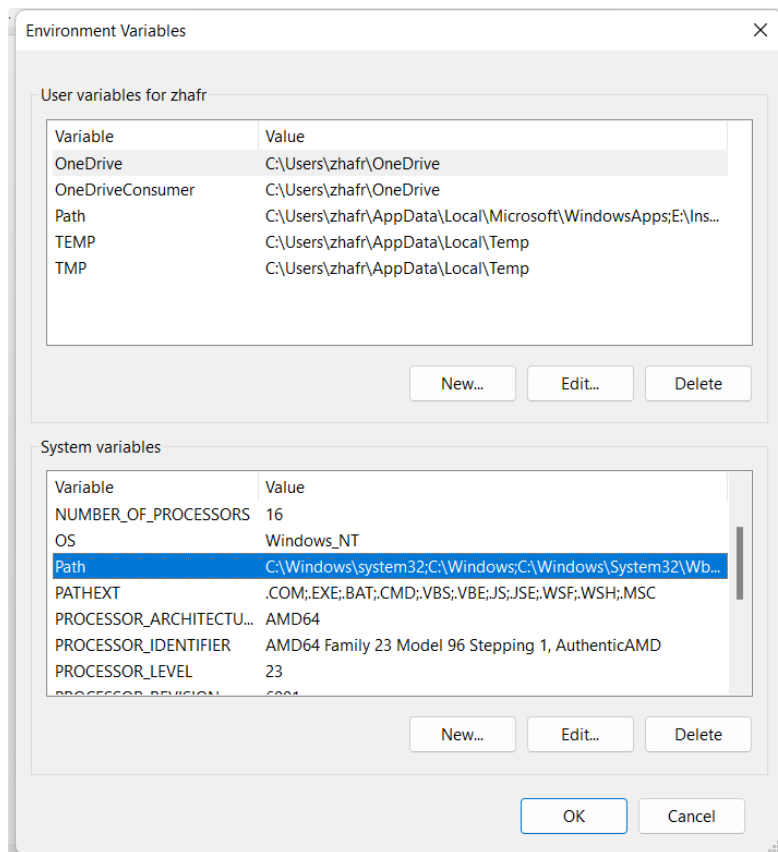 Environment Variables
User variables for zhafr
Variable Value
OneDrive C:\Users\zhafr\OneDrive
OneDriveConsumer C:\Users\zhafr\OneDrive
Path C:\Users\zhafr\AppData\Local\Microsoft\WindowsApps;E:\Ins...
TEMP C:\Users\zhafr\AppData\Local\Temp
TMP C:\Users\zhafr\AppData\Local\Temp
New... Edit... Delete
System variables
Variable Value
NUMBER_OF_PROCESSORS 16
OS Windows_NT
Path C:\Windows\system32;C:\Windows;C:\Windows\System32\Wb...
PATHEXT .COM;.EXE;.BAT;.CMD;.VBS;.VBE;.JS;.JSE;.WSF;.WSH;.MSC
PROCESSOR_ARCHITECTU... AMD64
PROCESSOR_IDENTIFIER AMD64 Family 23 Model 96 Stepping 1, AuthenticAMD
PROCESSOR_LEVEL 23
New... Edit... Delete
OK Cancel